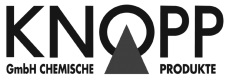 KNOPP
GmbH CHEMISCHE PRODUKTE